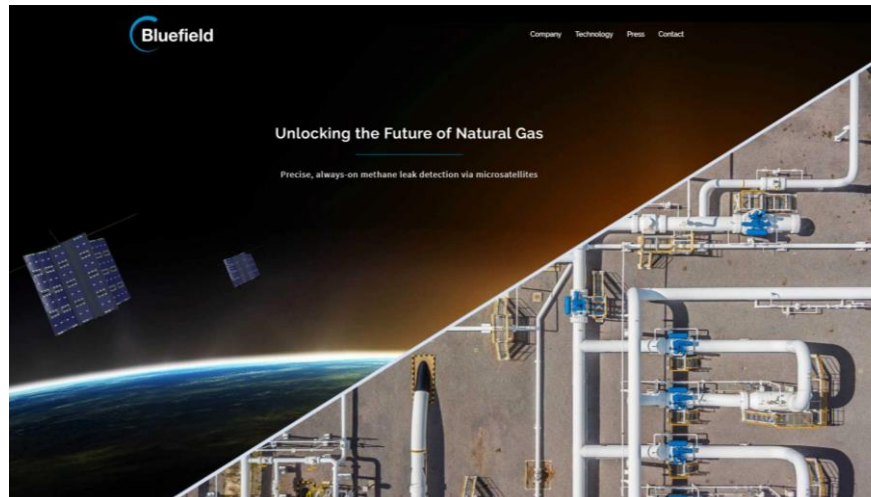 Bluefield
Company Technology Press Contact
Unlocking the Future of Natural Gas
Precise, always-on methane leak detection via microsatellites